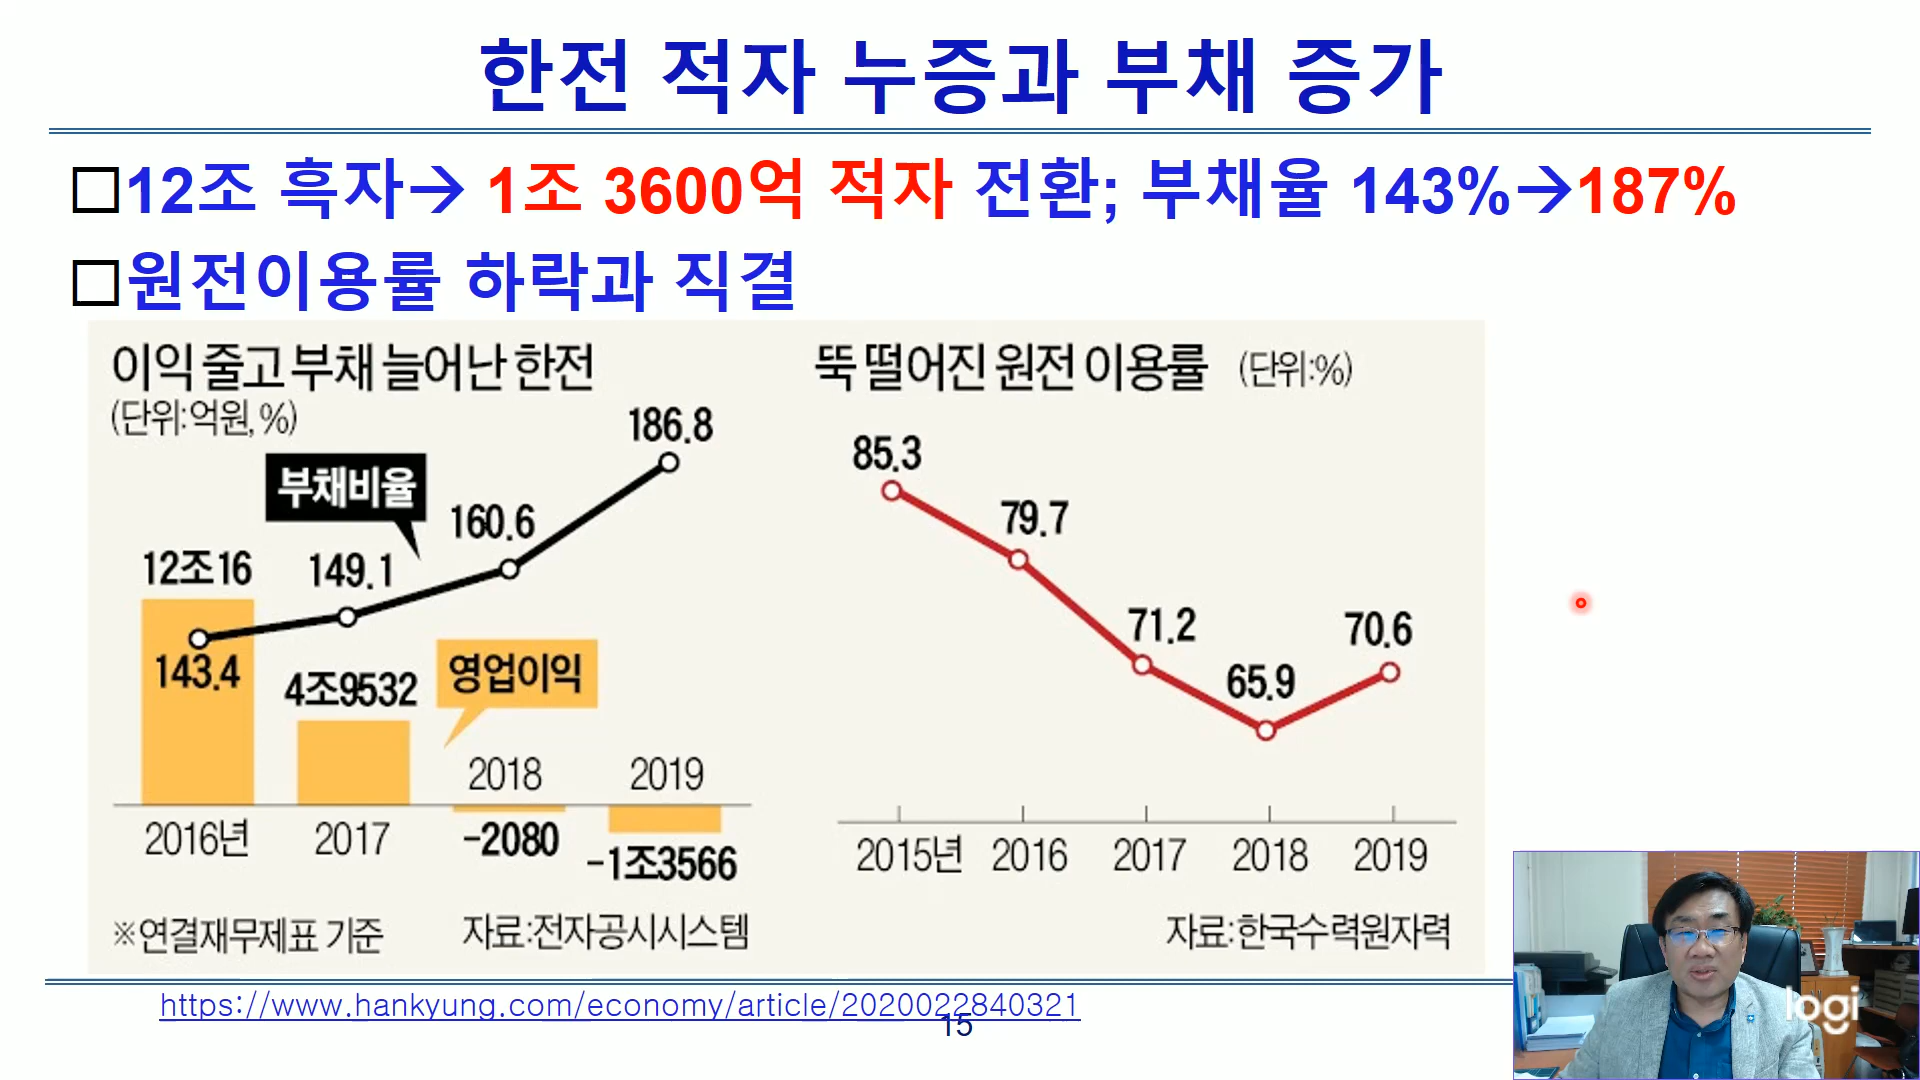 한전 적자 누증과 부채 증가
□12조 흑자→ 1조 3600억 적자 전환; 부채율 143%→187%
□원전이용률 하락과 직결
이익 줄고 부채 늘어난 한전
(단위:억원, %)
186.8
부채비율
160.6
12조16
149.1
143.4
4조9532
영업이익
2018
2019
2016년
2017
-2080
-1조3566
※연결재무제표 기준
자료:전자공시시스템
뚝 떨어진 원전 이용률 (단위:%)
85.3
79.7
71.2
65.9
70.6
2015년 2016 2017 2018 2019
자료:한국수력원자력
https://www.hankyung.com/economy/article/2020022840321
15
logi